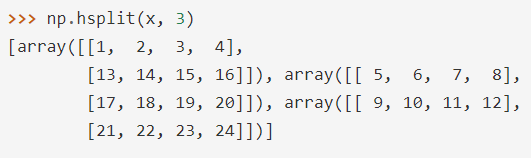 >>> np.hsplit(x, 3)
[array([[1,  2,  3,  4],
       [13, 14, 15, 16]]), array([[ 5,  6,  7,  8],
       [17, 18, 19, 20]]), array([[ 9, 10, 11, 12],
       [21, 22, 23, 24]])]